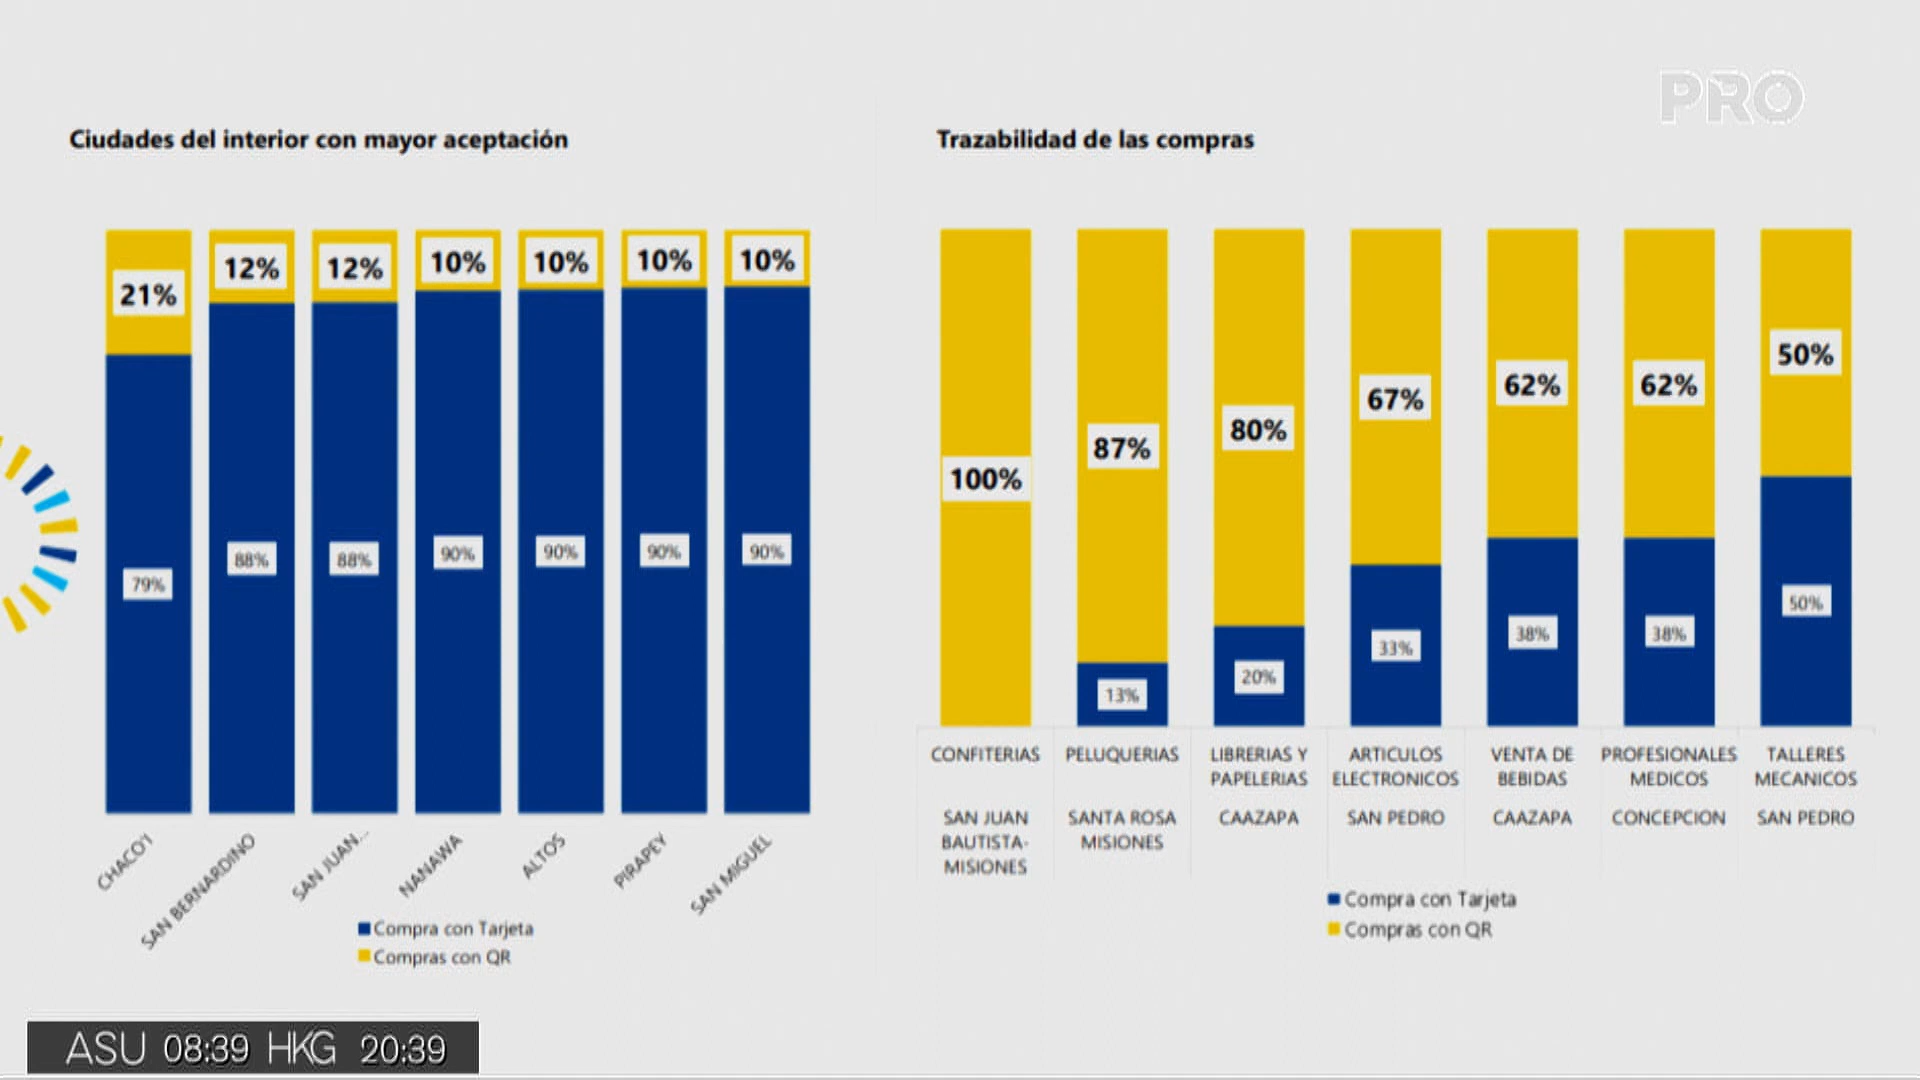 PRO
Ciudades del interior con mayor aceptación
21%
12%
12%
10%
10%
10%
10%
79%
88%
88%
90%
90%
90%
90%
CHACO'I
SAN BERNARDINO
SAN JUAN...
NANAWA
ALTOS
PIRAPEY
SAN MIGUEL
Compra con Tarjeta
Compras con QR
Trazabilidad de las compras
100%
87%
80%
67%
62%
62%
50%
13%
20%
33%
38%
38%
50%
CONFITERIAS
SAN JUAN
BAUTISTA-
MISIONES
PELUQUERIAS
SANTA ROSA
MISIONES
LIBRERIAS Y
PAPELERIAS
CAAZAPA
ARTICULOS
ELECTRONICOS
SAN PEDRO
VENTA DE
BEBIDAS
CAAZAPA
PROFESIONALES
MEDICOS
CONCEPCION
TALLERES
MECANICOS
SAN PEDRO
Compra con Tarjeta
Compras con QR
ASU 08:39 HKG 20:39